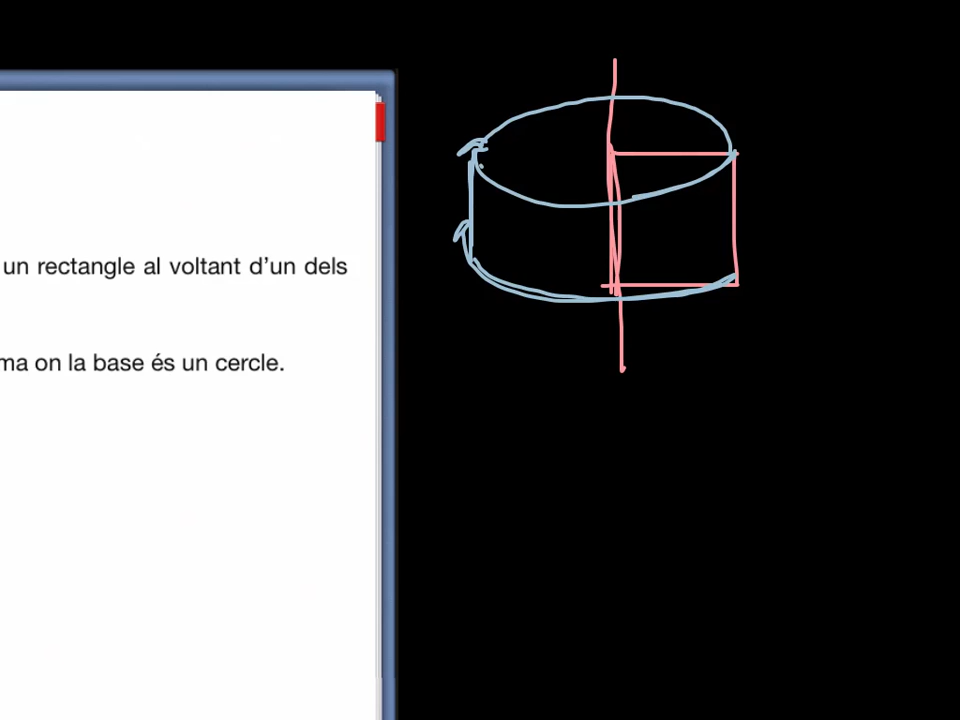 un rectangle al voltant d’un dels
ma on la base és un cercle.